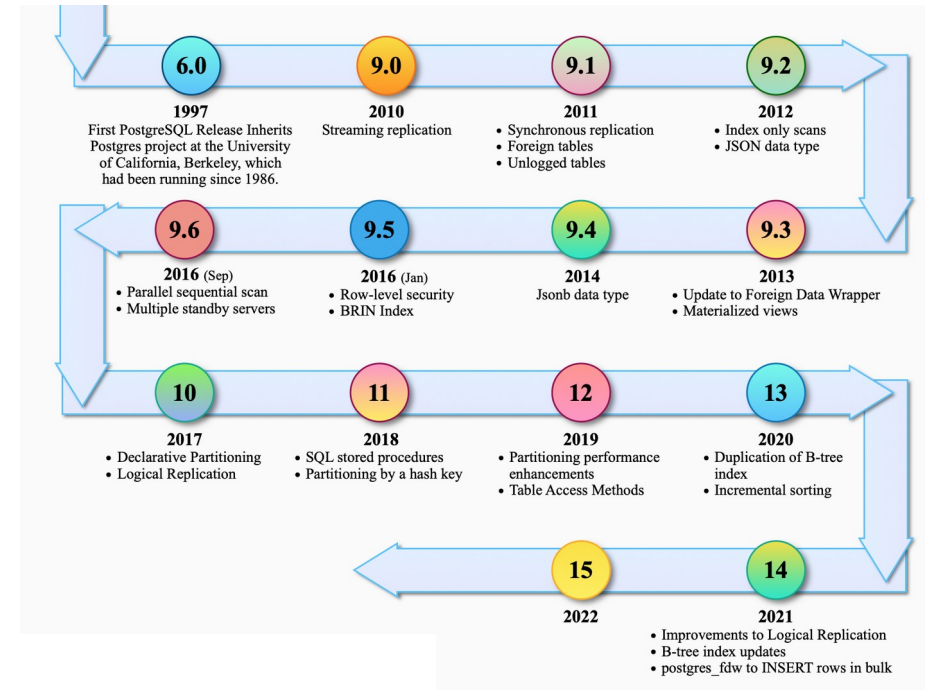 6.0
1997
First PostgreSQL Release Inherits
Postgres project at the University
of California, Berkeley, which
had been running since 1986.
9.0
2010
Streaming replication
9.1
2011
• Synchronous replication
• Foreign tables
• Unlogged tables
9.2
2012
• Index only scans
• JSON data type
9.3
2013
• Update to Foreign Data Wrapper
• Materialized views
9.4
2014
Jsonb data type
9.5
2016 (Jan)
• Row-level security
• BRIN Index
9.6
2016 (Sep)
• Parallel sequential scan
• Multiple standby servers
10
2017
• Declarative Partitioning
• Logical Replication
11
2018
• SQL stored procedures
• Partitioning by a hash key
12
2019
• Partitioning performance
enhancements
• Table Access Methods
13
2020
• Duplication of B-tree
index
• Incremental sorting
14
2021
• Improvements to Logical Replication
• B-tree index updates
• postgres_fdw to INSERT rows in bulk
15
2022